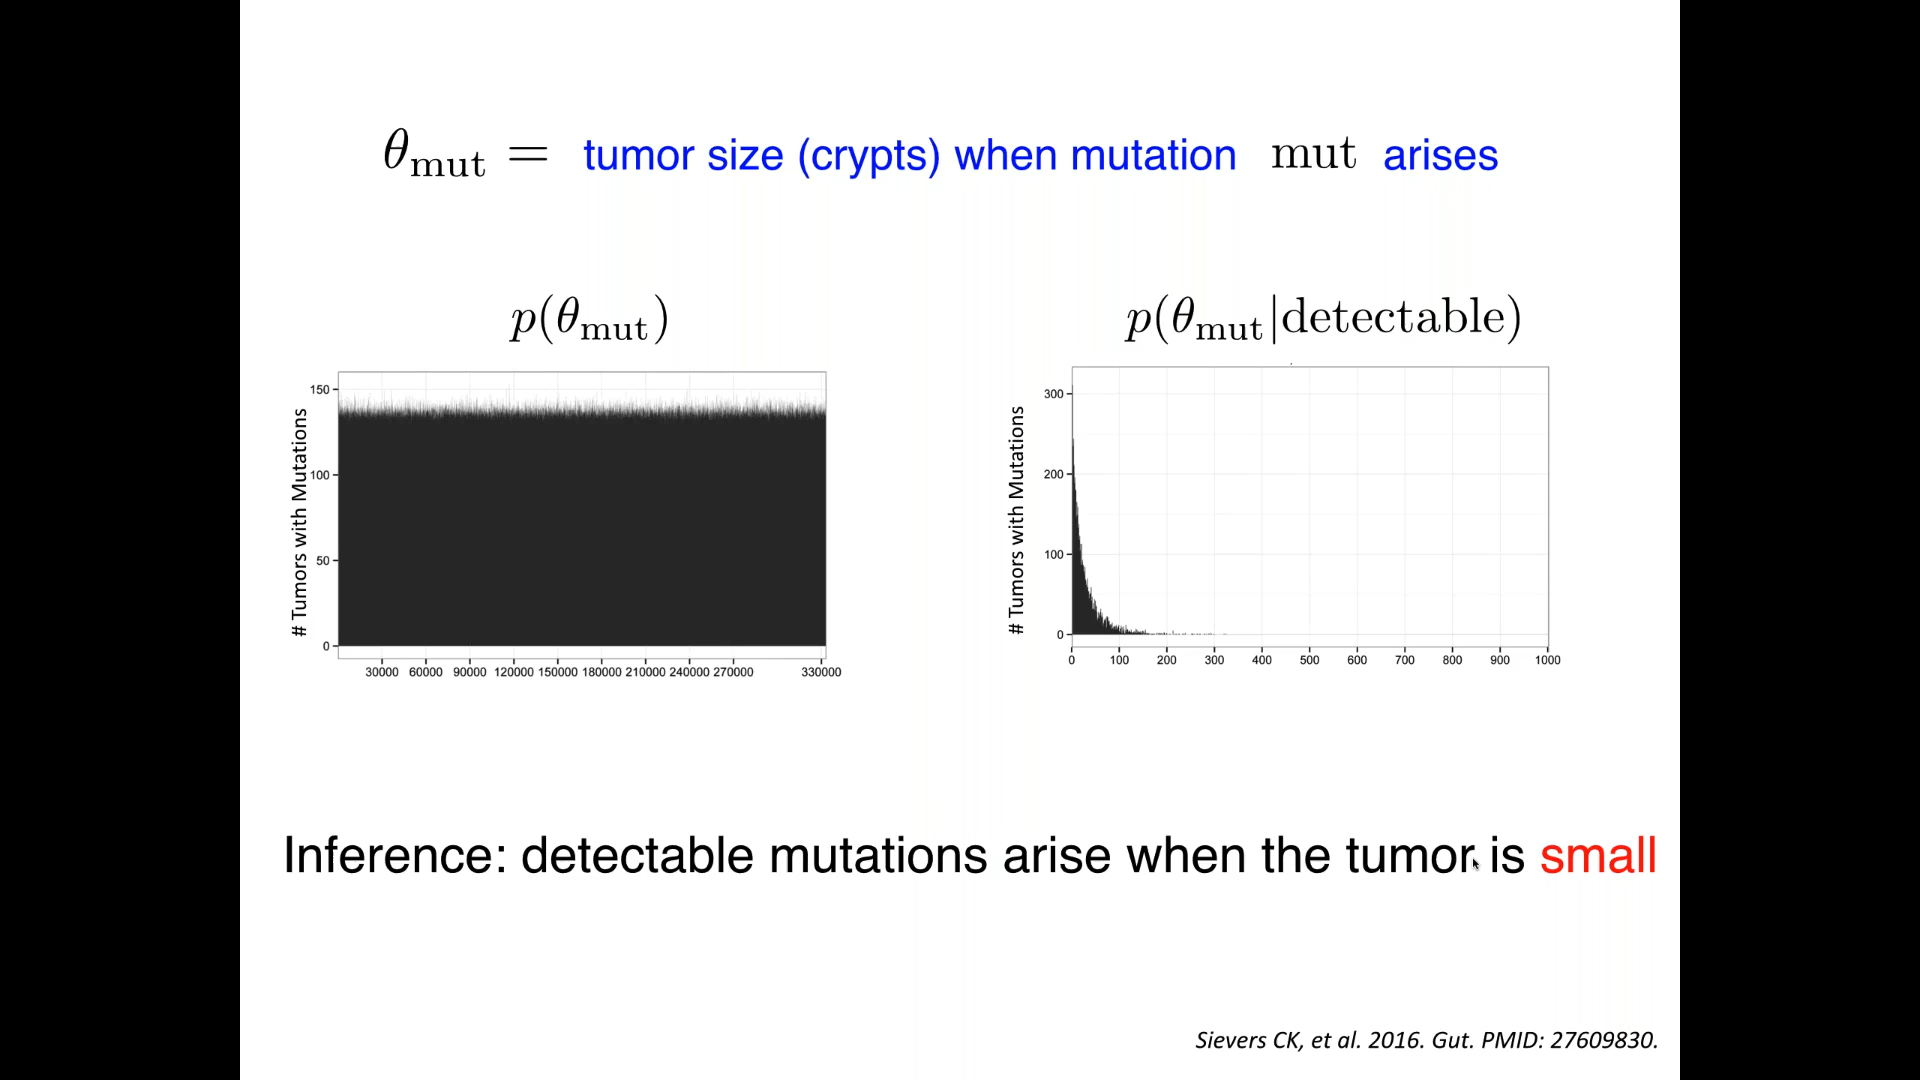 θmut = tumor size (crypts) when mutation mut arises
p(θmut)
p(θmut|detectable)
# Tumors with Mutations
150
100
50
0
30000 60000 90000 120000 150000 180000 210000 240000 270000 330000
# Tumors with Mutations
300
200
100
0
0 100 200 300 400 500 600 700 800 900 1000
Inference: detectable mutations arise when the tumor is small
Sievers CK, et al. 2016. Gut. PMID: 27609830.